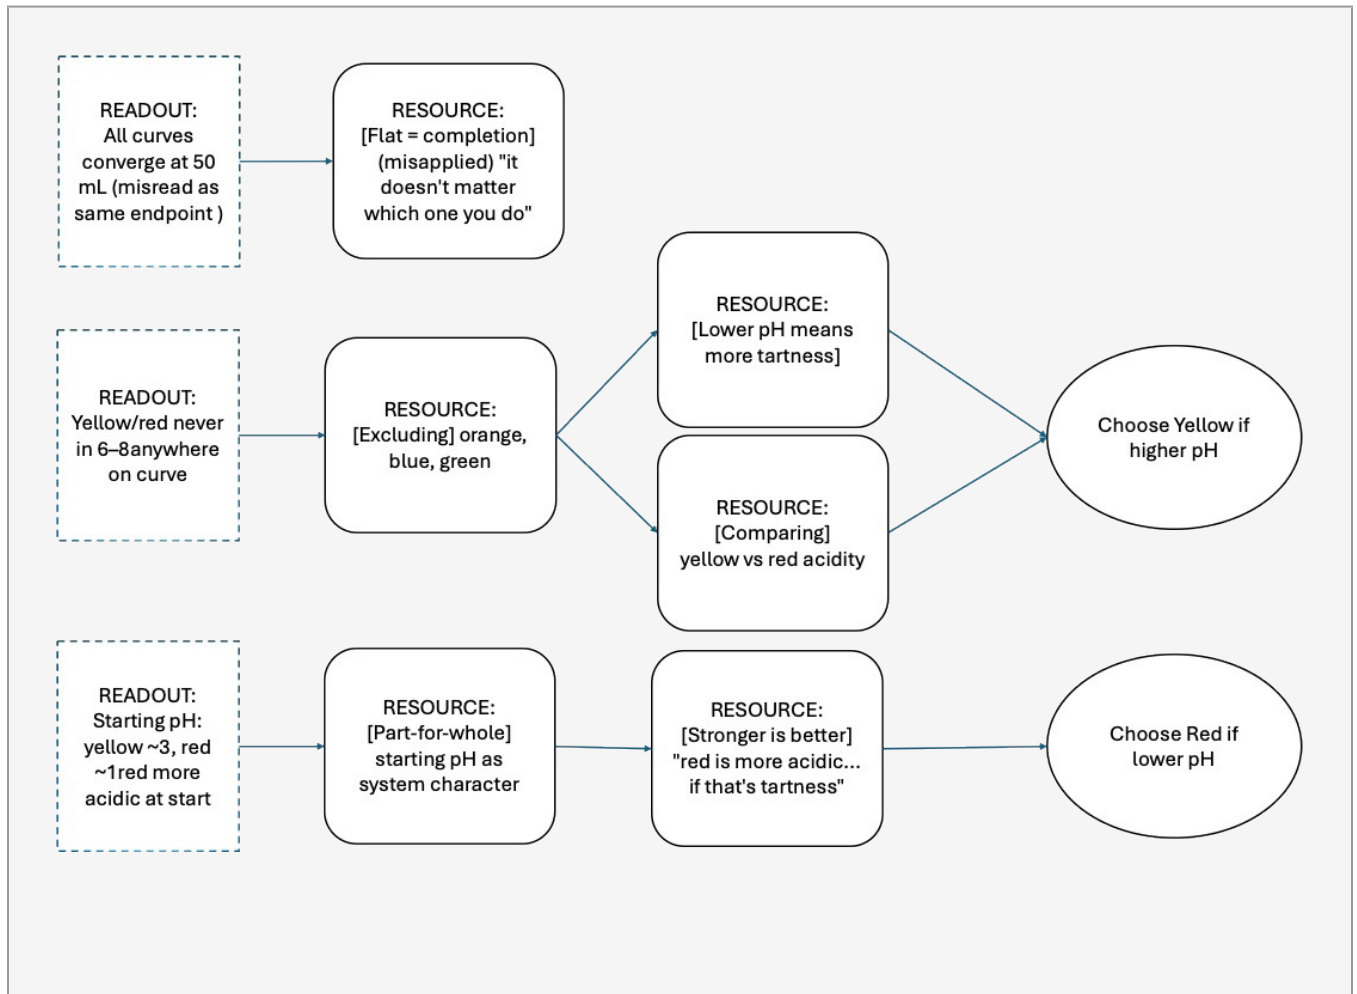 READOUT:
All curves
converge at 50
mL (misread as
same endpoint )
RESOURCE:
[Flat = completion]
(misapplied) "it
doesn't matter
which one you do"
READOUT:
Yellow/red never
in 6–8anywhere
on curve
RESOURCE:
[Excluding] orange,
blue, green
RESOURCE:
[Lower pH means
more tartness]
RESOURCE:
[Comparing]
yellow vs red acidity
Choose Yellow if
higher pH
READOUT:
Starting pH:
yellow ~3, red
~1red more
acidic at start
RESOURCE:
[Part-for-whole]
starting pH as
system character
RESOURCE:
[Stronger is better]
"red is more acidic...
if that's tartness"
Choose Red if
lower pH